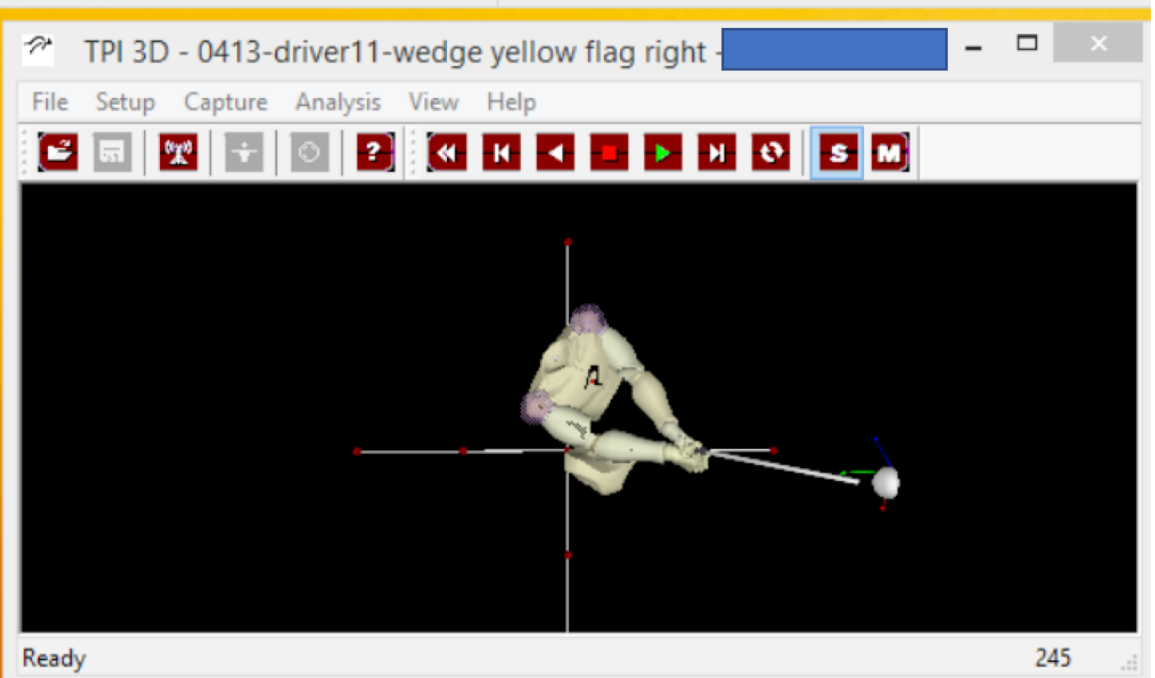 TPI 3D - 0413-driver11-wedge yellow flag right -
File Setup Capture Analysis View Help
? S M
Ready 245